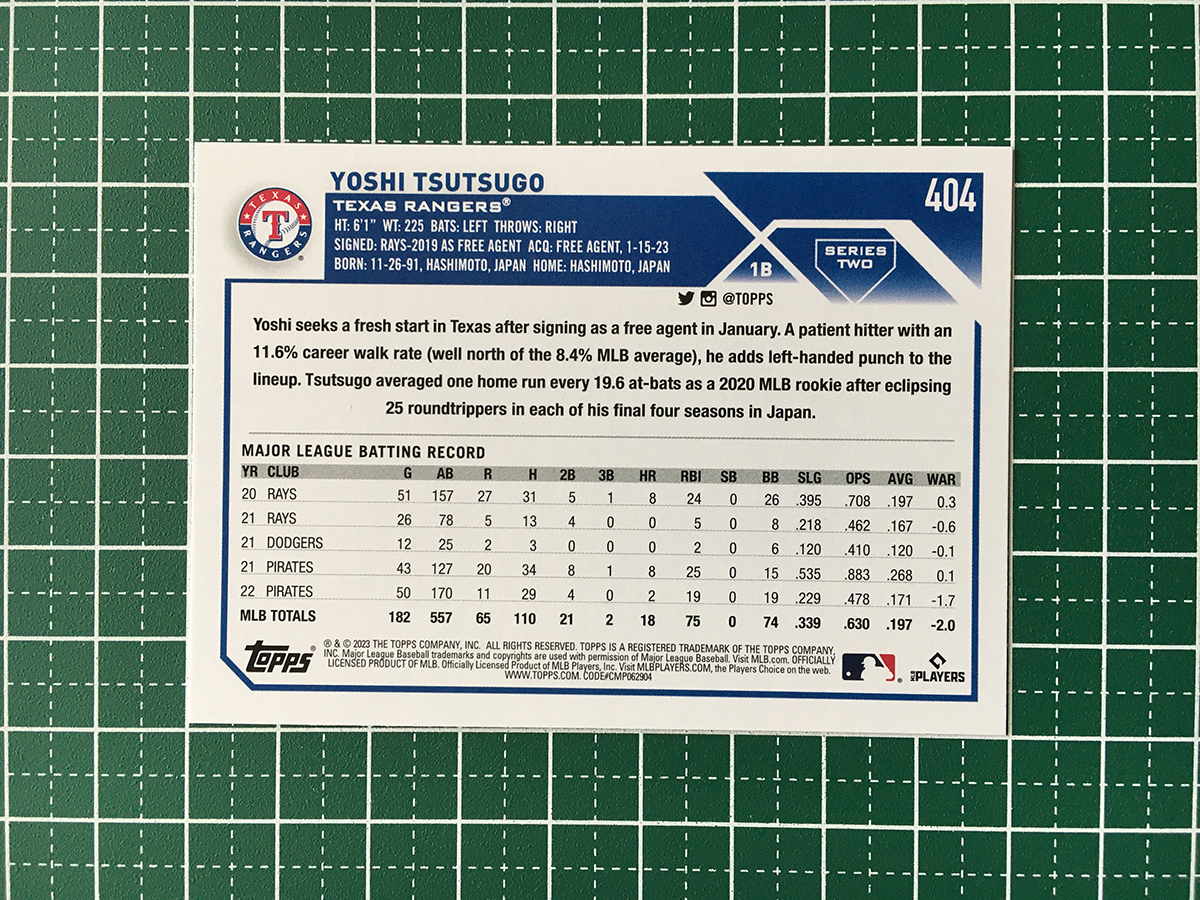 YOSHI TSUTSUGO
404
TEXAS RANGERS®
TEXAS
T
RANGERS
®
HT: 6'1" WT: 225 BATS: LEFT THROWS: RIGHT
SIGNED: RAYS-2019 AS FREE AGENT ACQ: FREE AGENT, 1-15-23
BORN: 11-26-91, HASHIMOTO, JAPAN HOME: HASHIMOTO, JAPAN
1B
SERIES
TWO
@TOPPS
Yoshi seeks a fresh start in Texas after signing as a free agent in January. A patient hitter with an
11.6% career walk rate (well north of the 8.4% MLB average), he adds left-handed punch to the
lineup. Tsutsugo averaged one home run every 19.6 at-bats as a 2020 MLB rookie after eclipsing
25 roundtrippers in each of his final four seasons in Japan.
MAJOR LEAGUE BATTING RECORD
YR CLUB G AB R H 2B 3B HR RBI SB BB SLG OPS AVG WAR
20 RAYS 51 157 27 31 5 1 8 24 0 26 .395 .708 .197 0.3
21 RAYS 26 78 5 13 4 0 0 5 0 8 .218 .462 .167 -0.6
21 DODGERS 12 25 2 3 0 0 0 2 0 6 .120 .410 .120 -0.1
21 PIRATES 43 127 20 34 8 1 8 25 0 15 .535 .883 .268 0.1
22 PIRATES 50 170 11 29 4 0 2 19 0 19 .229 .478 .171 -1.7
MLB TOTALS 182 557 65 110 21 2 18 75 0 74 .339 .630 .197 -2.0
topps®
® & © 2023 THE TOPPS COMPANY, INC. ALL RIGHTS RESERVED. TOPPS IS A REGISTERED TRADEMARK OF THE TOPPS COMPANY,
INC. Major League Baseball trademarks and copyrights are used with permission of Major League Baseball. Visit MLB.com. OFFICIALLY
LICENSED PRODUCT OF MLB. Officially Licensed Product of MLB Players, Inc. Visit MLBPLAYERS.COM, the Players Choice on the web.
WWW.TOPPS.COM. CODE#CMP062904
®
MLB PLAYERS